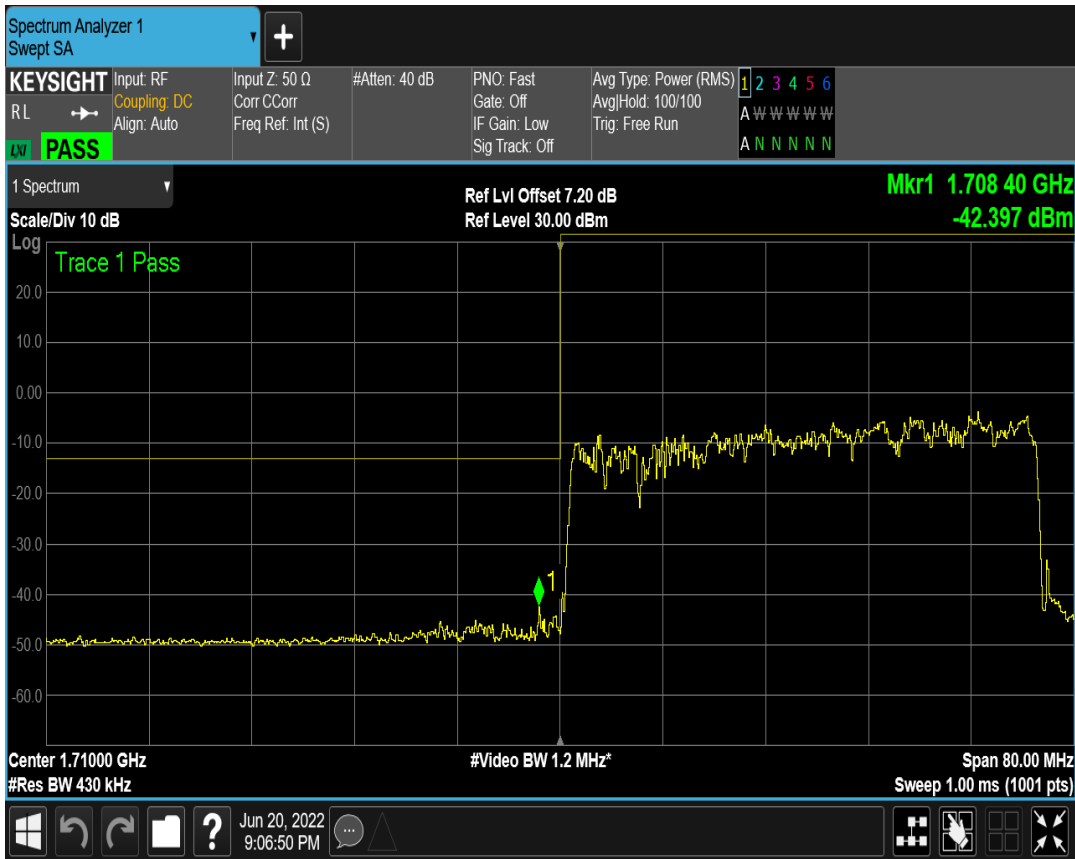 Spectrum Analyzer 1
Swept SA
+
KEYSIGHT
RL
LXI
PASS
Input: RF
Coupling: DC
Align: Auto
Input Z: 50 Ω
Corr CCorr
Freq Ref: Int (S)
#Atten: 40 dB
PNO: Fast
Gate: Off
IF Gain: Low
Sig Track: Off
Avg Type: Power (RMS)
Avg|Hold: 100/100
Trig: Free Run
1 2 3 4 5 6
A W W W W W
A N N N N N
1 Spectrum
Scale/Div 10 dB
Ref Lvl Offset 7.20 dB
Ref Level 30.00 dBm
Mkr1 1.708 40 GHz
-42.397 dBm
Log
Trace 1 Pass
20.0
10.0
0.00
-10.0
-20.0
-30.0
1
-40.0
-50.0
-60.0
Center 1.71000 GHz
#Res BW 430 kHz
#Video BW 1.2 MHz*
Span 80.00 MHz
Sweep 1.00 ms (1001 pts)
?
Jun 20, 2022
9:06:50 PM